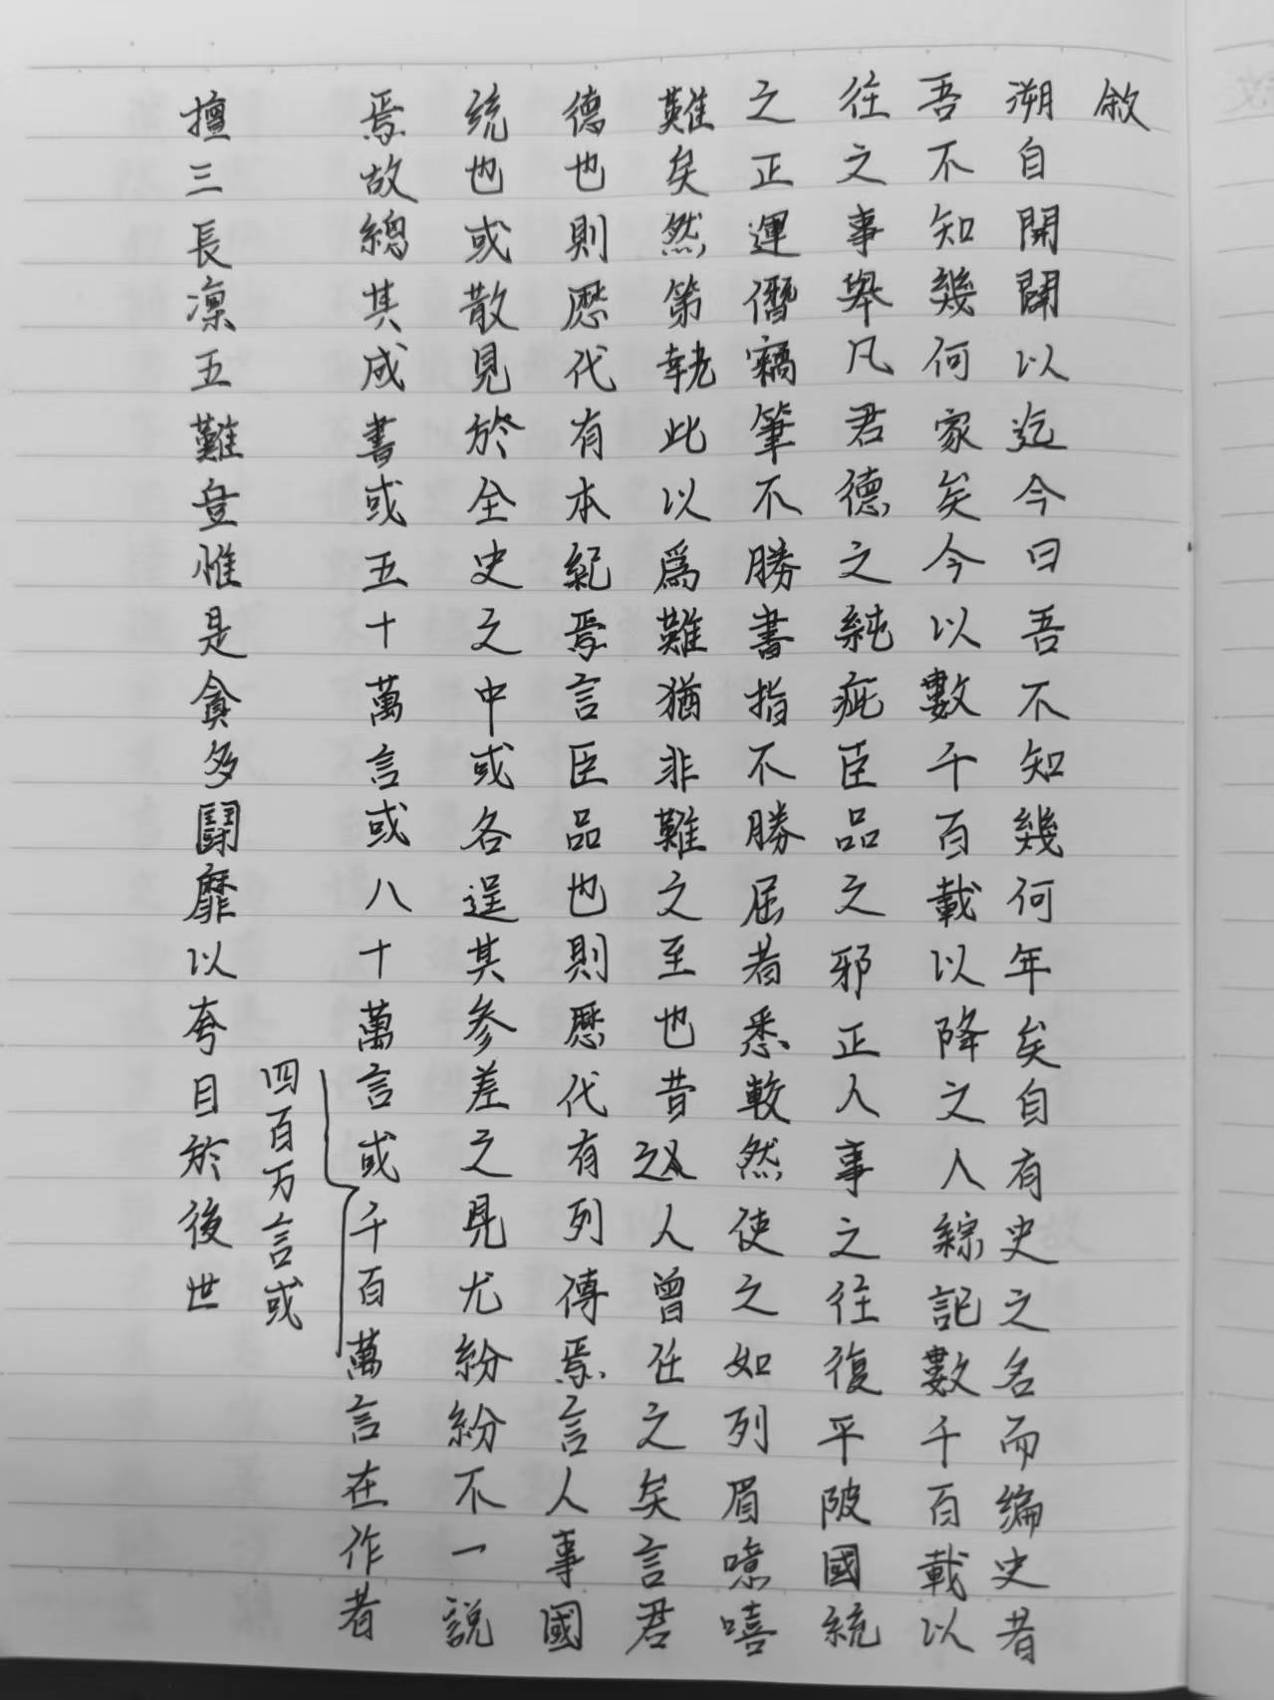 敘
溯自開闢以迄今日吾不知幾何年矣自有史之名而編史者
吾不知幾何家矣今以數千百載以降之人綜記數千百載以
往之事舉凡君德之純疵臣品之邪正人事之往復平陂國統
之正運僭竊筆不勝書指不勝屈者悉較然使之如列眉噫嘻
難矣然第執此以爲難猶非難之至也昔之人曾任之矣言君
德也則歷代有本紀焉言臣品也則歷代有列傳焉言人事國
統也或散見於全史之中或各逞其參差之見尤紛紛不一說
焉故總其成書或五十萬言或八十萬言或千百萬言在作者
四百万言或
擅三長凜五難豈惟是貪多鬪靡以夸目於後世